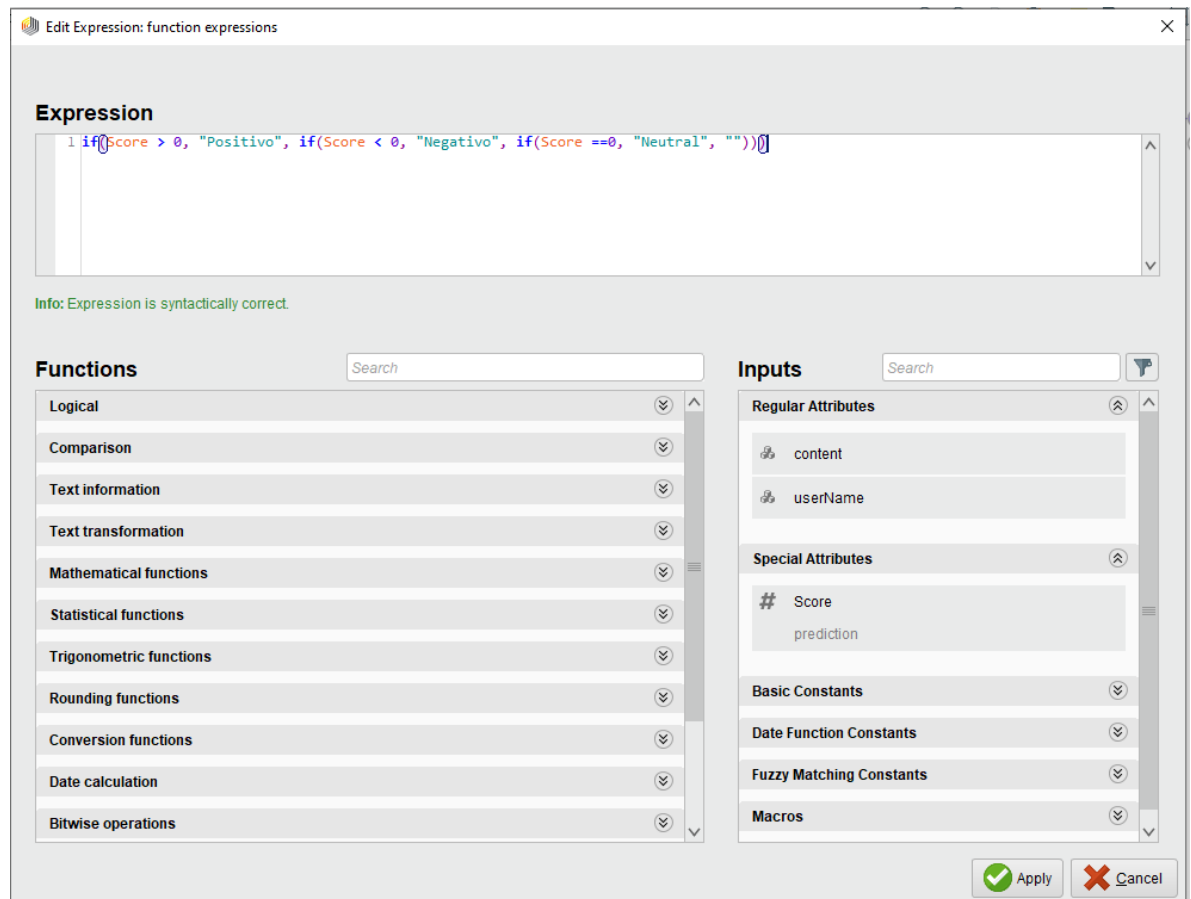 Edit Expression: function expressions
Expression
1 if(Score > 0, "Positivo", if(Score < 0, "Negativo", if(Score ==0, "Neutral", "")))
Info: Expression is syntactically correct.
Functions
Search
Logical
Comparison
Text information
Text transformation
Mathematical functions
Statistical functions
Trigonometric functions
Rounding functions
Conversion functions
Date calculation
Bitwise operations
Inputs
Search
Regular Attributes
content
userName
Special Attributes
# Score
prediction
Basic Constants
Date Function Constants
Fuzzy Matching Constants
Macros
Apply
Cancel